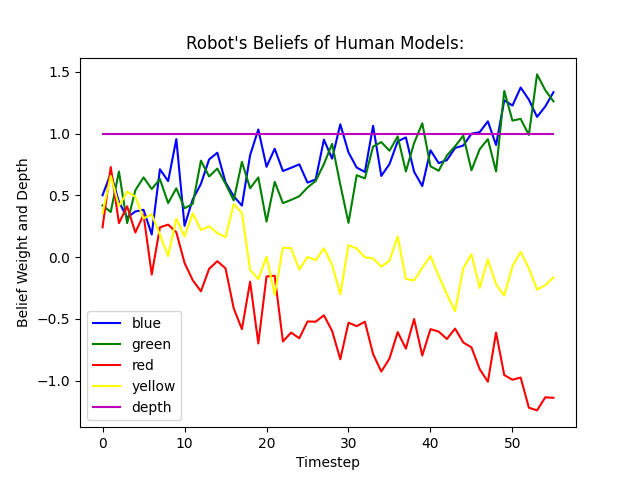 Robot's Beliefs of Human Models:
Belief Weight and Depth
1.5
1.0
0.5
0.0
−0.5
−1.0
blue
green
red
yellow
depth
0 10 20 30 40 50
Timestep